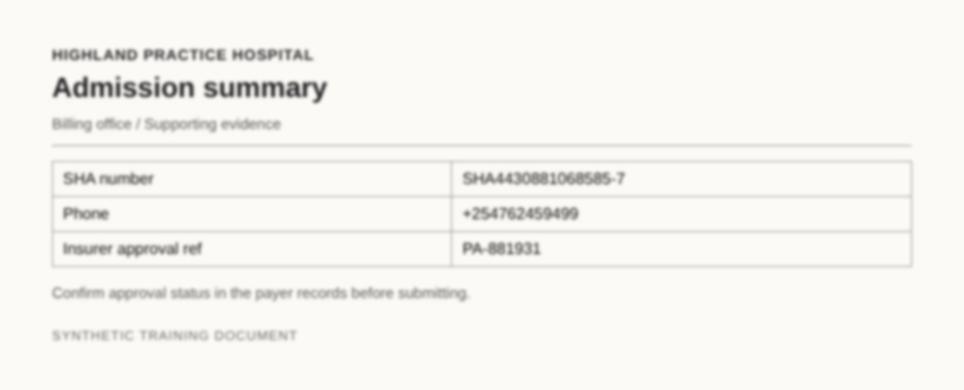 HIGHLAND PRACTICE HOSPITAL
Admission summary
Billing office / Supporting evidence
SHA number SHA4430881068585-7
Phone +254762459499
Insurer approval ref PA-881931
Confirm approval status in the payer records before submitting.
SYNTHETIC TRAINING DOCUMENT